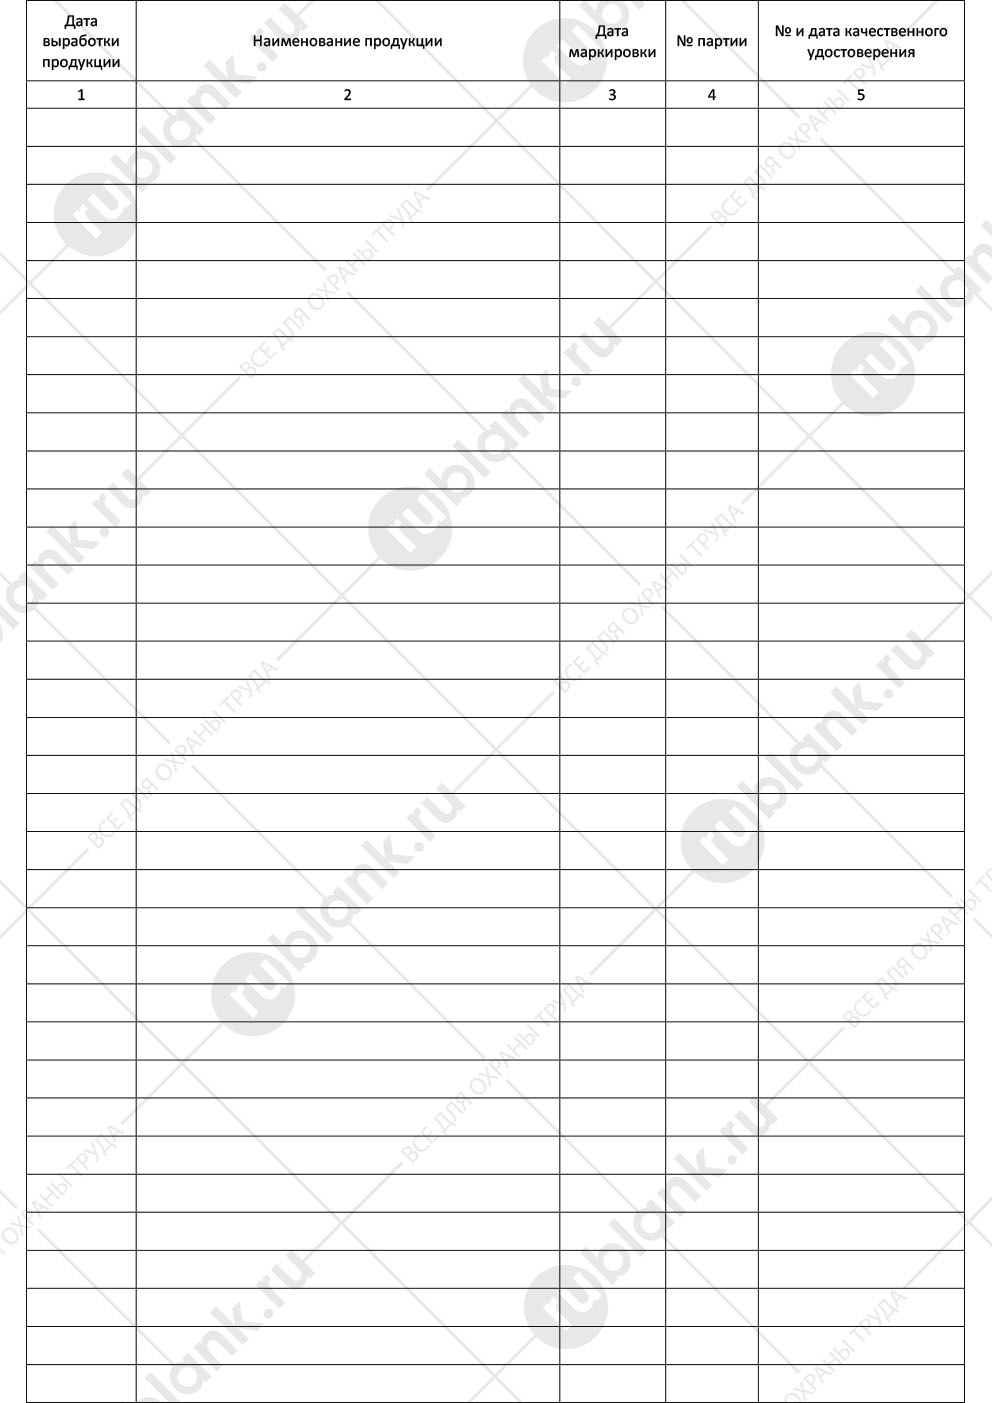 Дата
выработки
продукции
Наименование продукции
Дата
маркировки
№ партии
№ и дата качественного
удостоверения
1
2
3
4
5
rublank.ru
ВСЕ ДЛЯ ОХРАНЫ ТРУДА